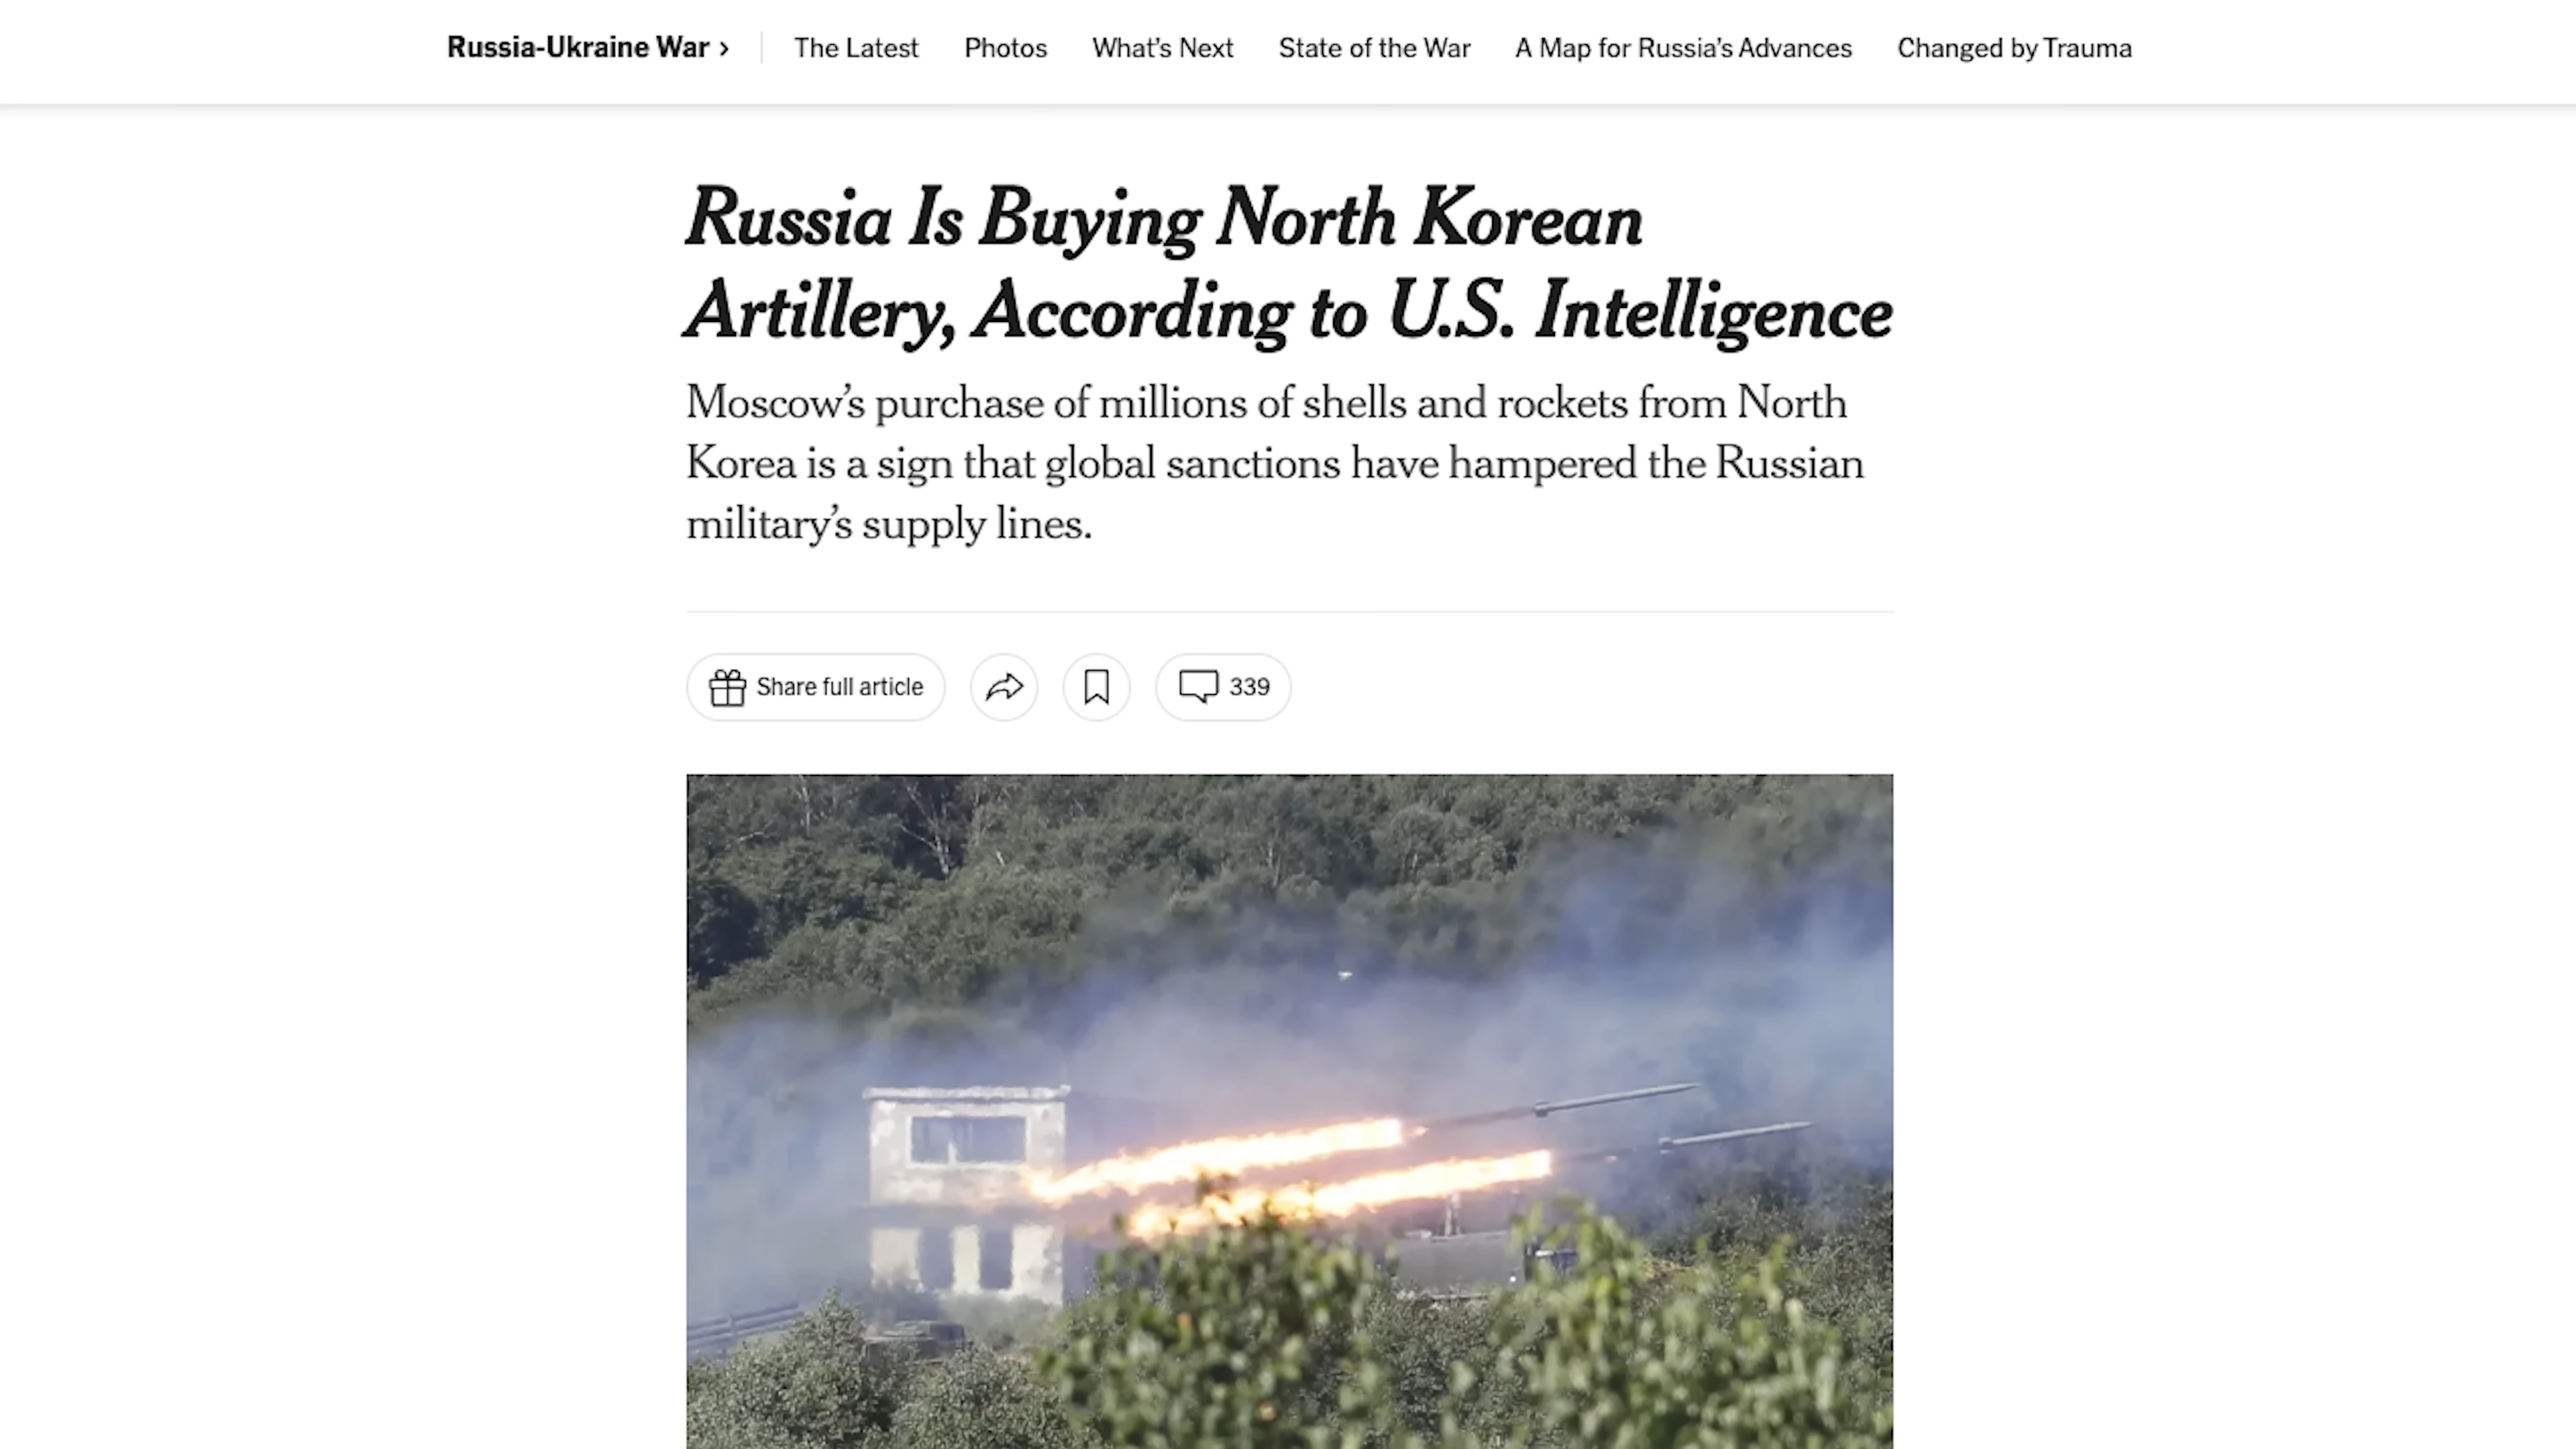 Russia-Ukraine War › The Latest Photos What’s Next State of the War A Map for Russia’s Advances Changed by Trauma
Russia Is Buying North Korean
Artillery, According to U.S. Intelligence
Moscow’s purchase of millions of shells and rockets from North
Korea is a sign that global sanctions have hampered the Russian
military’s supply lines.
Share full article 339